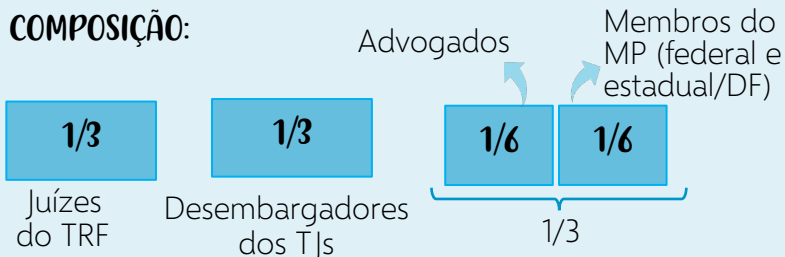 COMPOSIÇÃO:
Advogados
Membros do
MP (federal e
estadual/DF)
1/3
1/3
1/6
1/6
Juízes
do TRF
Desembargadores
dos TJs
1/3